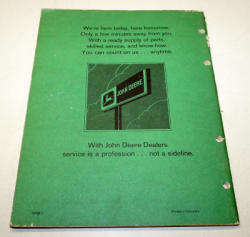 We're here today, here tomorrow.
Only a few minutes away from you.
With a ready supply of parts,
skilled service, and know-how.
You can count on us . . . anytime.
JOHN DEERE
With John Deere Dealers
service is a profession . . . not a sideline.